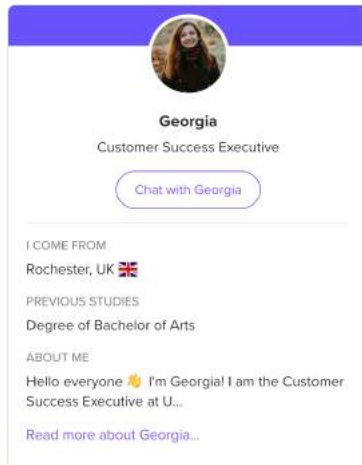 Georgia
Customer Success Executive
Chat with Georgia
I COME FROM
Rochester, UK 🇬🇧
PREVIOUS STUDIES
Degree of Bachelor of Arts
ABOUT ME
Hello everyone 👋 I'm Georgia! I am the Customer
Success Executive at U...
Read more about Georgia...